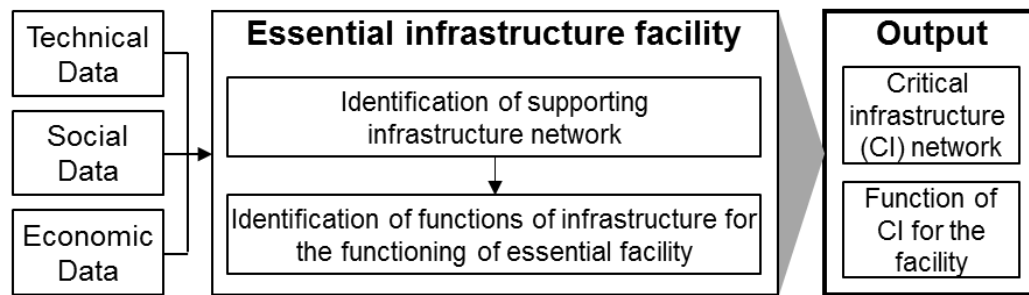 Technical
Data
Social
Data
Economic
Data
Essential infrastructure facility
Identification of supporting
infrastructure network
Identification of functions of infrastructure for
the functioning of essential facility
Output
Critical
infrastructure
(CI) network
Function of
CI for the
facility